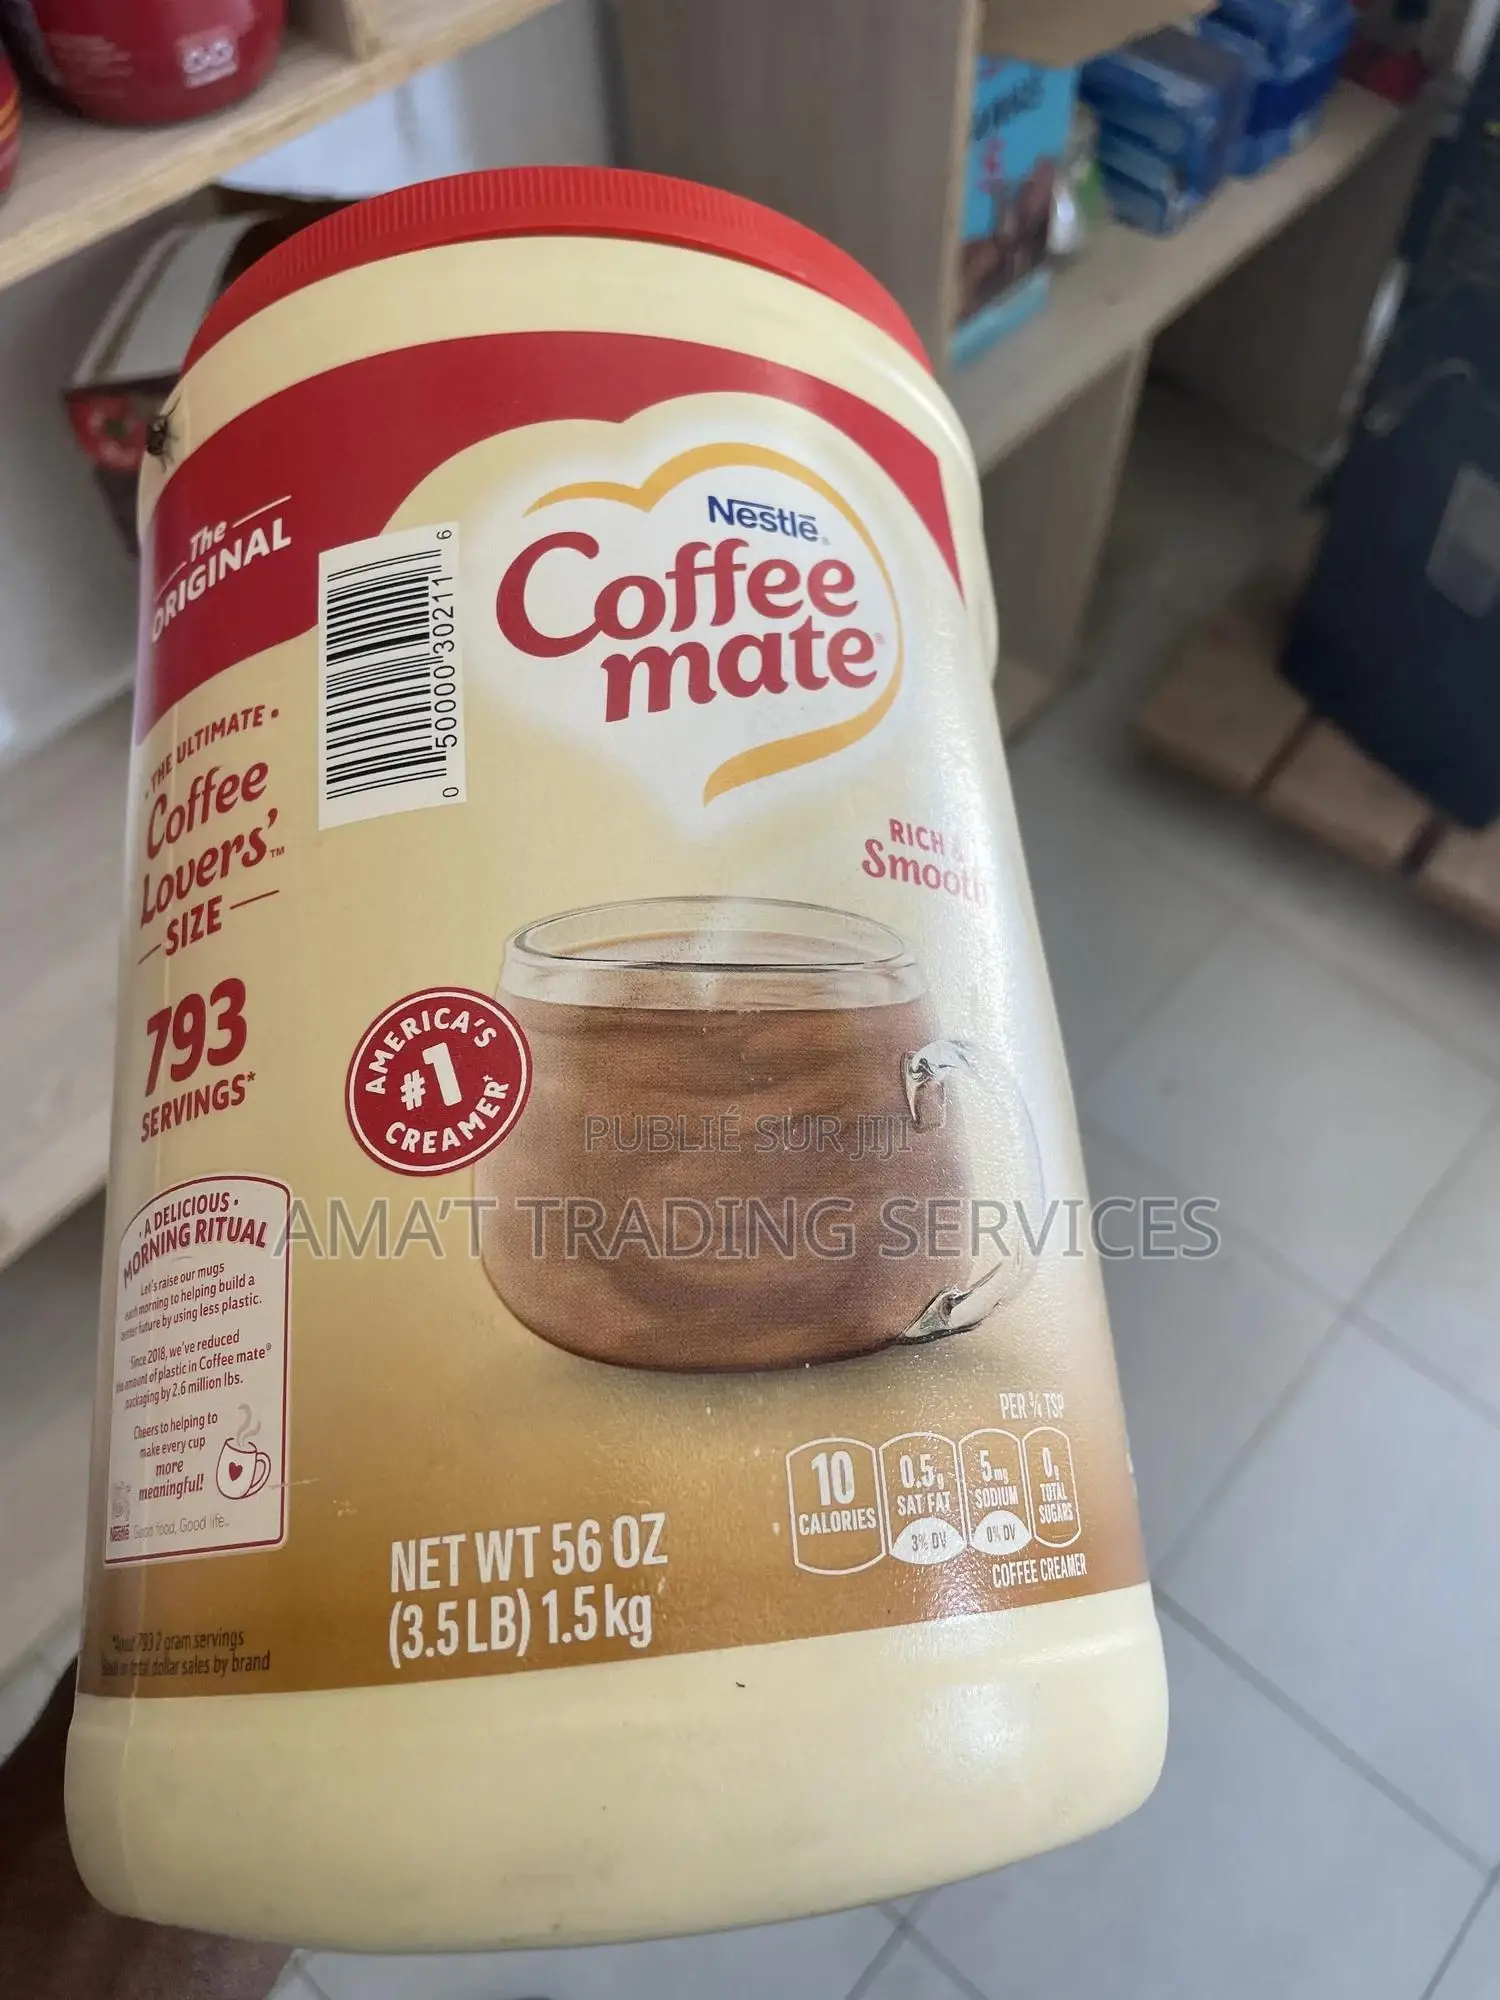 The
ORIGINAL
THE ULTIMATE •
Coffee
Lovers'™
SIZE
793
SERVINGS*
• A DELICIOUS •
MORNING RITUAL
Let's raise our mugs
each morning to helping build a
better future by using less plastic.
Since 2018, we've reduced
the amount of plastic in Coffee mate®
packaging by 2.6 million lbs.
Cheers to helping to
make every cup
more
meaningful!
Nestlé Good food, Good life.
793 2 gram servings
total dollar sales by brand
0 50000 30211 6
Nestlé®
Coffee
mate®
RICH &
Smooth
AMERICA'S
#1
CREAMER*
PUBLIÉ SUR JIJI
AMA'T TRADING SERVICES
PER ¾ TSP
10
CALORIES
0.5g
SAT FAT
3% DV
5mg
SODIUM
0% DV
0g
TOTAL
SUGARS
COFFEE CREAMER
NET WT 56 OZ
(3.5 LB) 1.5 kg